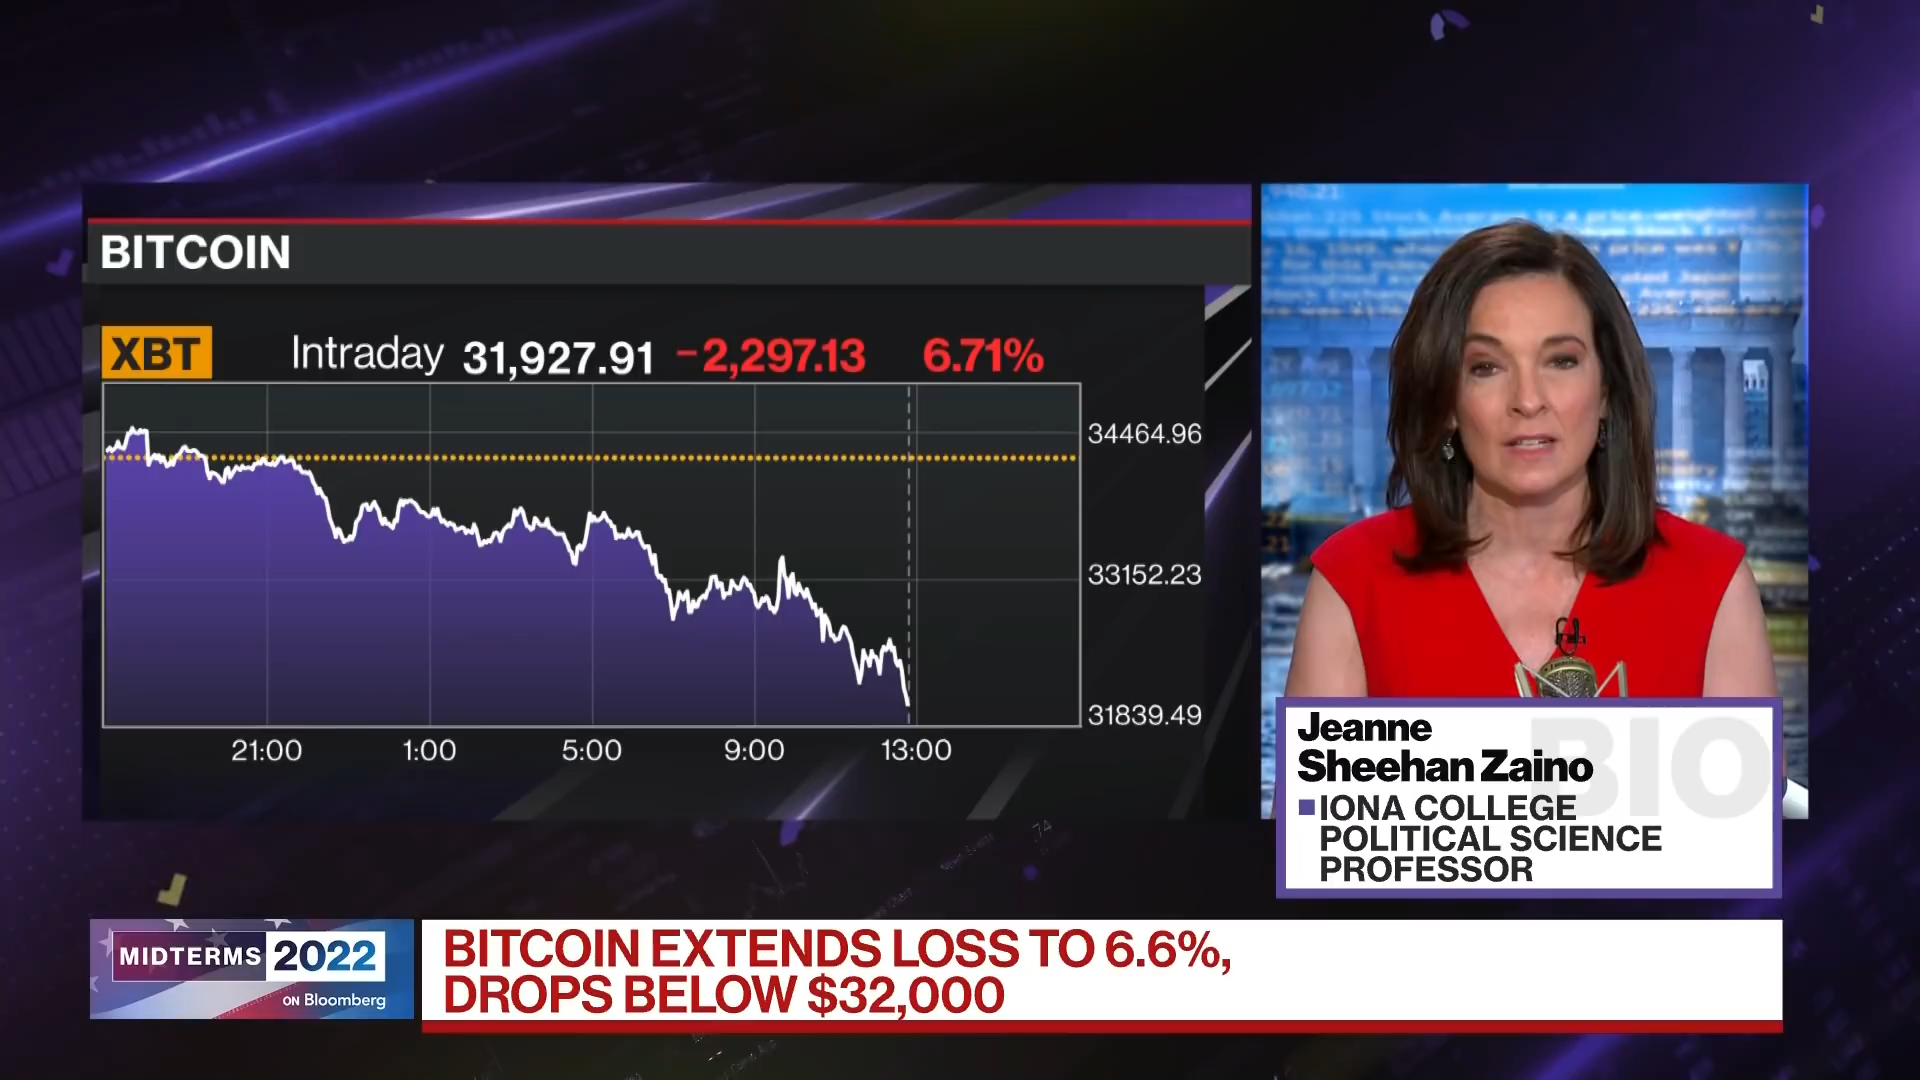 BITCOIN
XBT Intraday 31,927.91 −2,297.13 6.71%
34464.96
33152.23
31839.49
21:00 1:00 5:00 9:00 13:00
BIO
Jeanne
Sheehan Zaino
IONA COLLEGE
POLITICAL SCIENCE
PROFESSOR
MIDTERMS 2022
ON Bloomberg
BITCOIN EXTENDS LOSS TO 6.6%,
DROPS BELOW $32,000